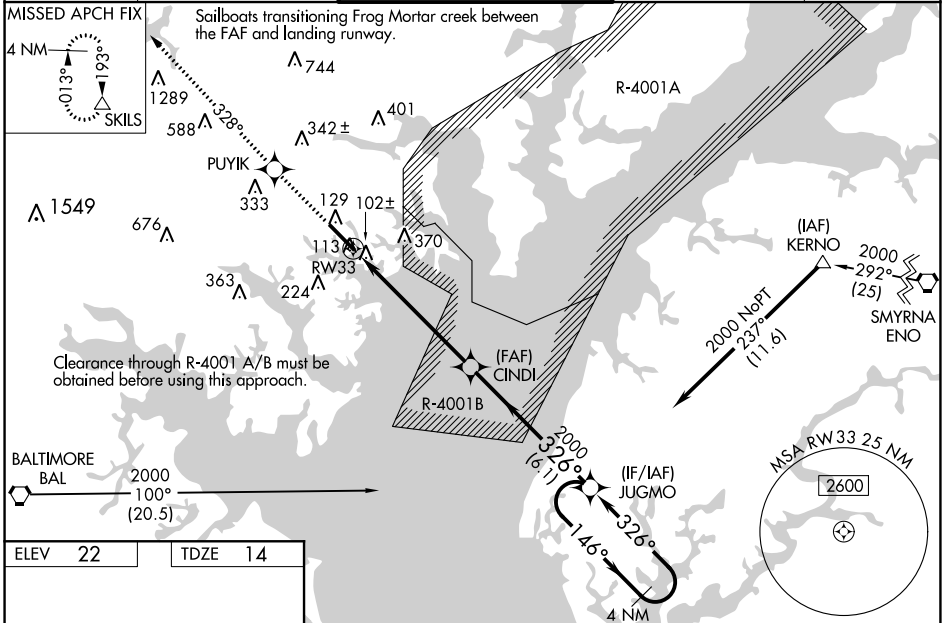 MISSED APCH FIX
4 NM
013°
193°
SKILS
Sailboats transitioning Frog Mortar creek between
the FAF and landing runway.
744
1289
588
328°
342±
401
R-4001A
PUYIK
333
1549
676
129
102±
113
RW33
370
363
224
(IAF)
KERNO
2000
292°
(25)
SMYRNA
ENO
2000 NoPT
237°
(11.6)
Clearance through R-4001 A/B must be
obtained before using this approach.
(FAF)
CINDI
R-4001B
2000
326°
(6.1)
(IF/IAF)
JUGMO
326°
146°
4 NM
MSA RW33 25 NM
2600
BALTIMORE
BAL
2000
100°
(20.5)
ELEV 22
TDZE 14